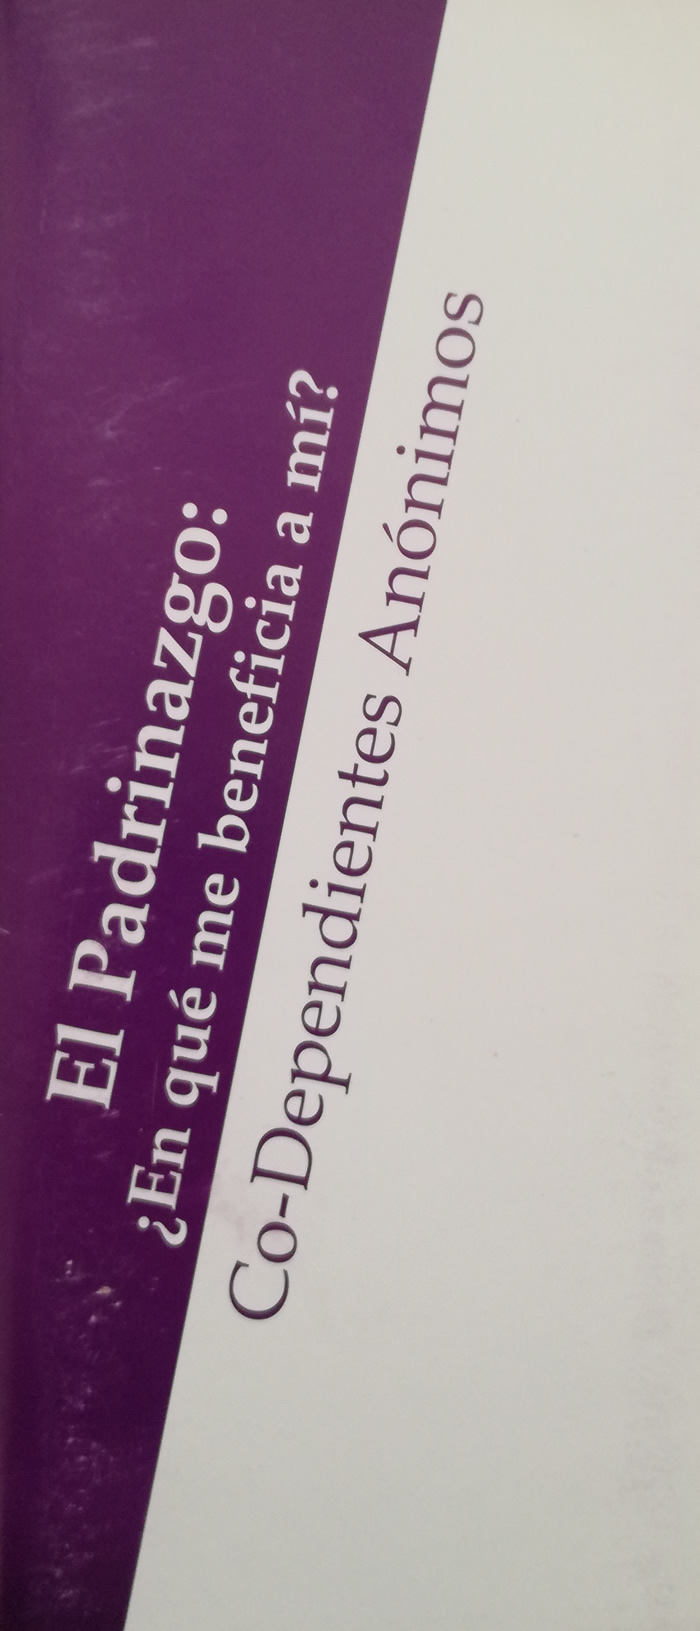 El Padrinazgo:
¿En qué me beneficia a mí?
Co-Dependientes Anónimos